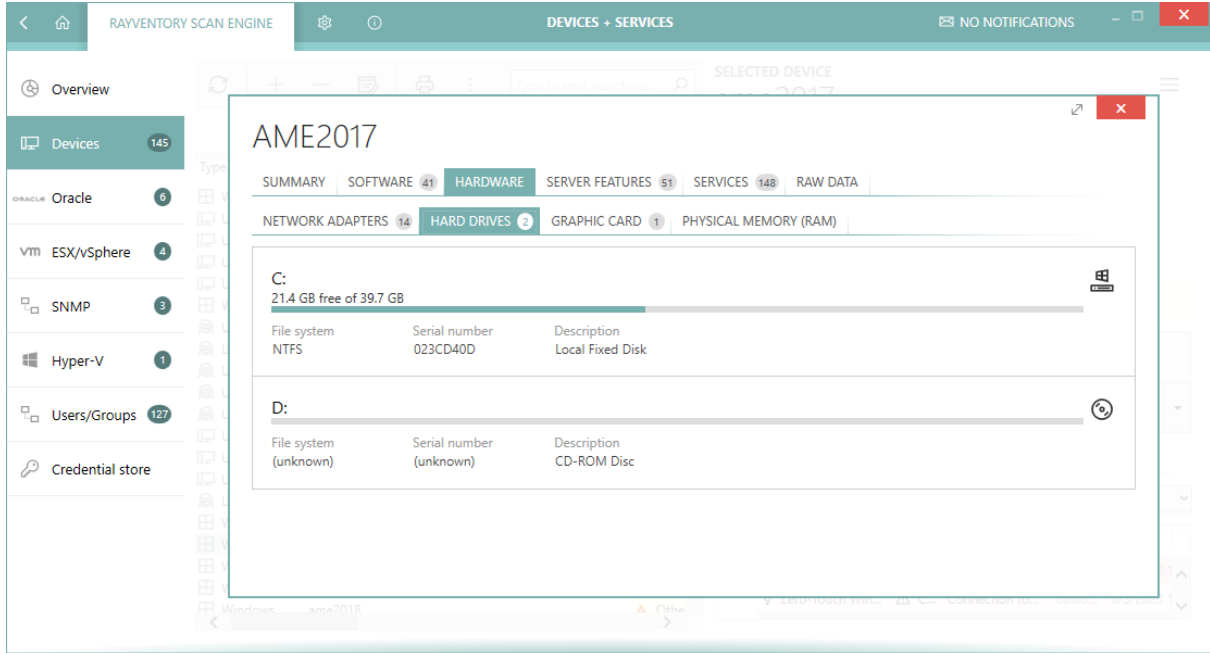 RAYVENTORY SCAN ENGINE DEVICES + SERVICES NO NOTIFICATIONS
Overview
Devices 145
ORACLE Oracle 6
vm ESX/vSphere 4
SNMP 3
Hyper-V 1
Users/Groups 127
Credential store
SELECTED DEVICE
Type
AME2017
SUMMARY SOFTWARE 41 HARDWARE SERVER FEATURES 51 SERVICES 148 RAW DATA
NETWORK ADAPTERS 14 HARD DRIVES 2 GRAPHIC CARD 1 PHYSICAL MEMORY (RAM)
C:
21.4 GB free of 39.7 GB
File system Serial number Description
NTFS 023CD40D Local Fixed Disk
D:
File system Serial number Description
(unknown) (unknown) CD-ROM Disc
Windows ame2018 Othe